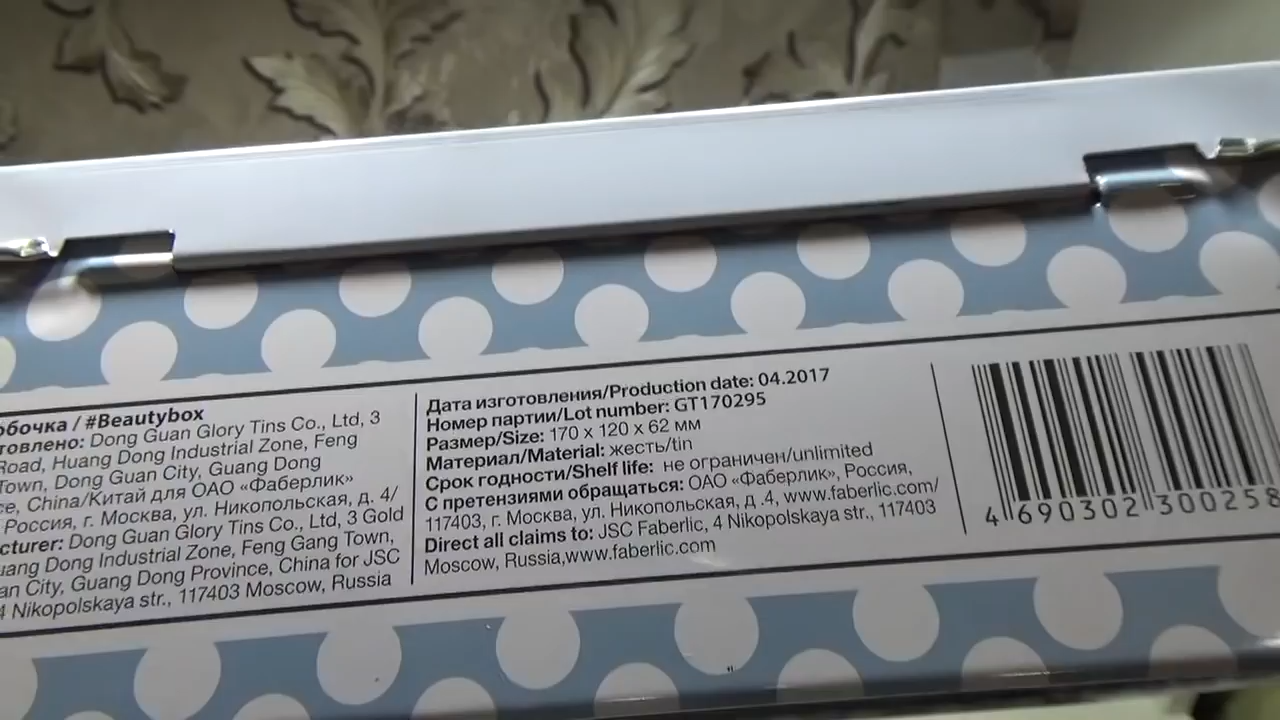 обочка / #Beautybox
товлено: Dong Guan Glory Tins Co., Ltd, 3
Road, Huang Dong Industrial Zone, Feng
Town, Dong Guan City, Guang Dong
ce, China/Китай для ОАО «Фаберлик»
Россия, г. Москва, ул. Никопольская, д. 4/
cturer: Dong Guan Glory Tins Co., Ltd, 3 Gold
uang Dong Industrial Zone, Feng Gang Town,
an City, Guang Dong Province, China for JSC
4 Nikopolskaya str., 117403 Moscow, Russia
Дата изготовления/Production date: 04.2017
Номер партии/Lot number: GT170295
Размер/Size: 170 x 120 x 62 мм
Материал/Material: жесть/tin
Срок годности/Shelf life: не ограничен/unlimited
С претензиями обращаться: ОАО «Фаберлик», Россия,
117403, г. Москва, ул. Никопольская, д .4, www.faberlic.com/
Direct all claims to: JSC Faberlic, 4 Nikopolskaya str., 117403
Moscow, Russia,www.faberlic.com
4 690302 300258